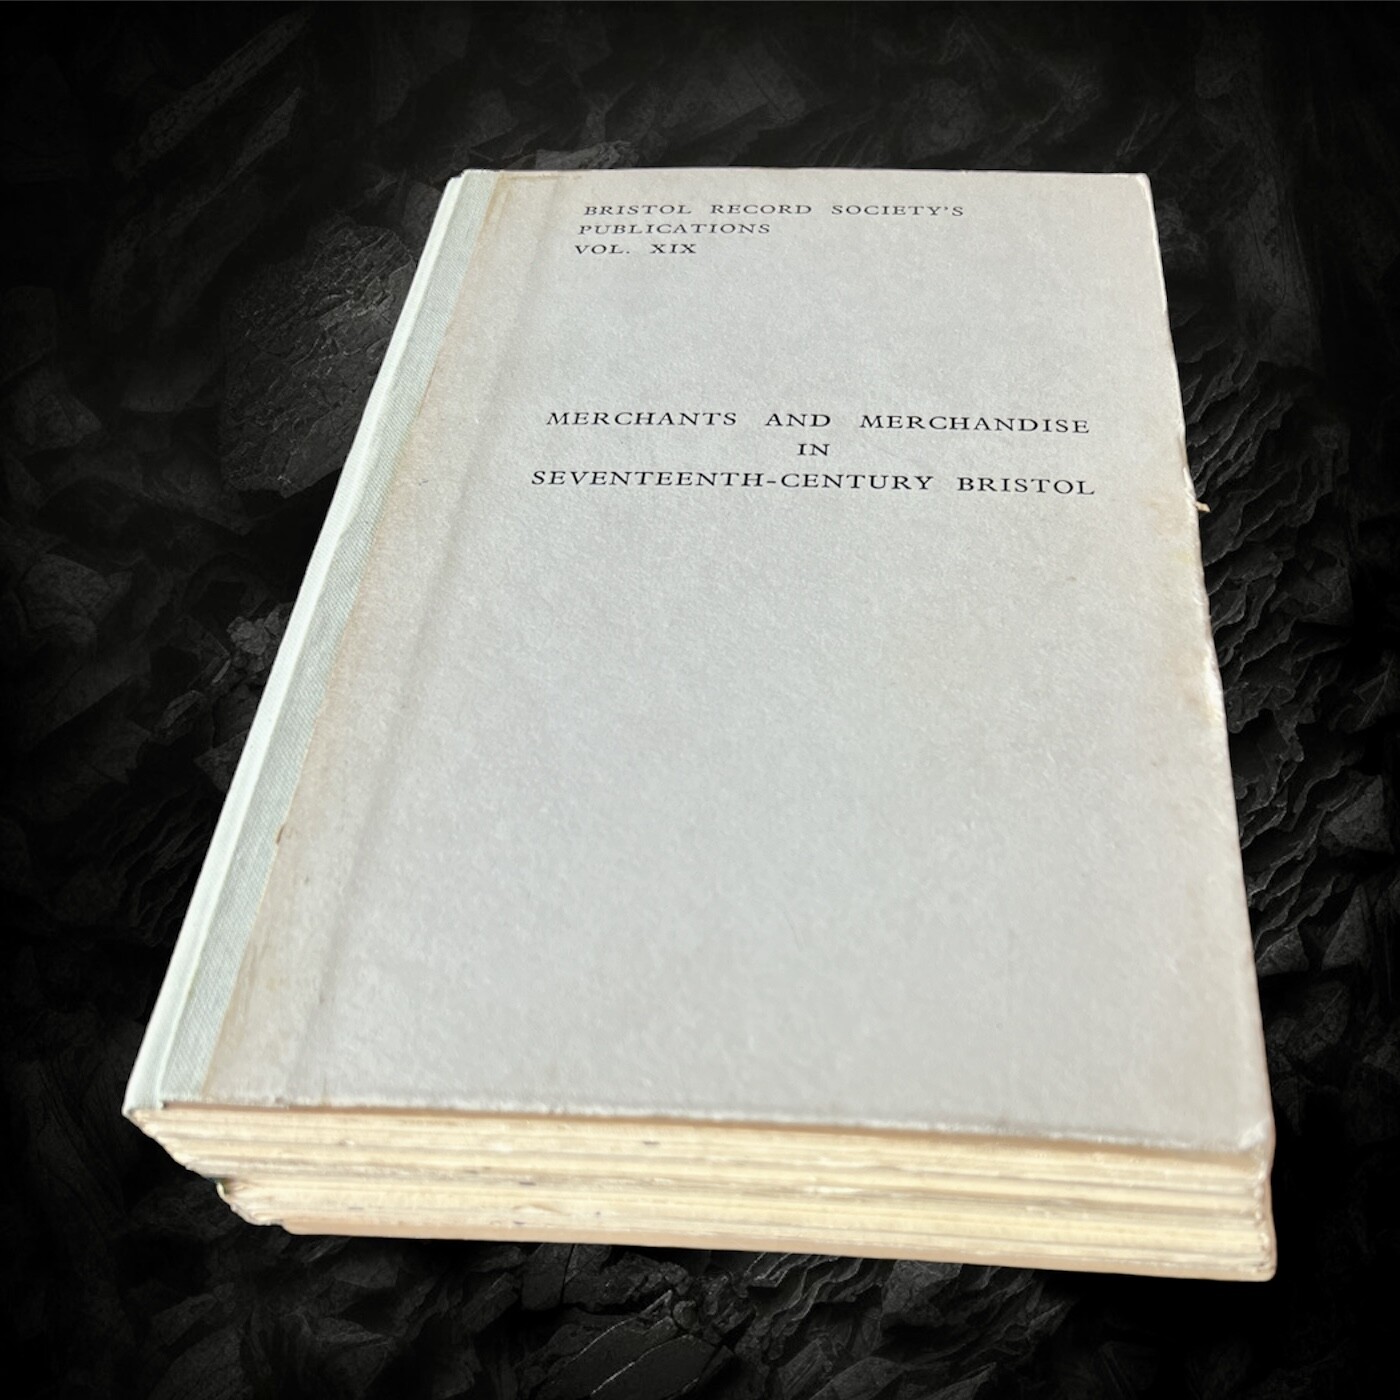 BRISTOL RECORD SOCIETY'S
PUBLICATIONS
VOL. XIX
MERCHANTS AND MERCHANDISE
IN
SEVENTEENTH-CENTURY BRISTOL